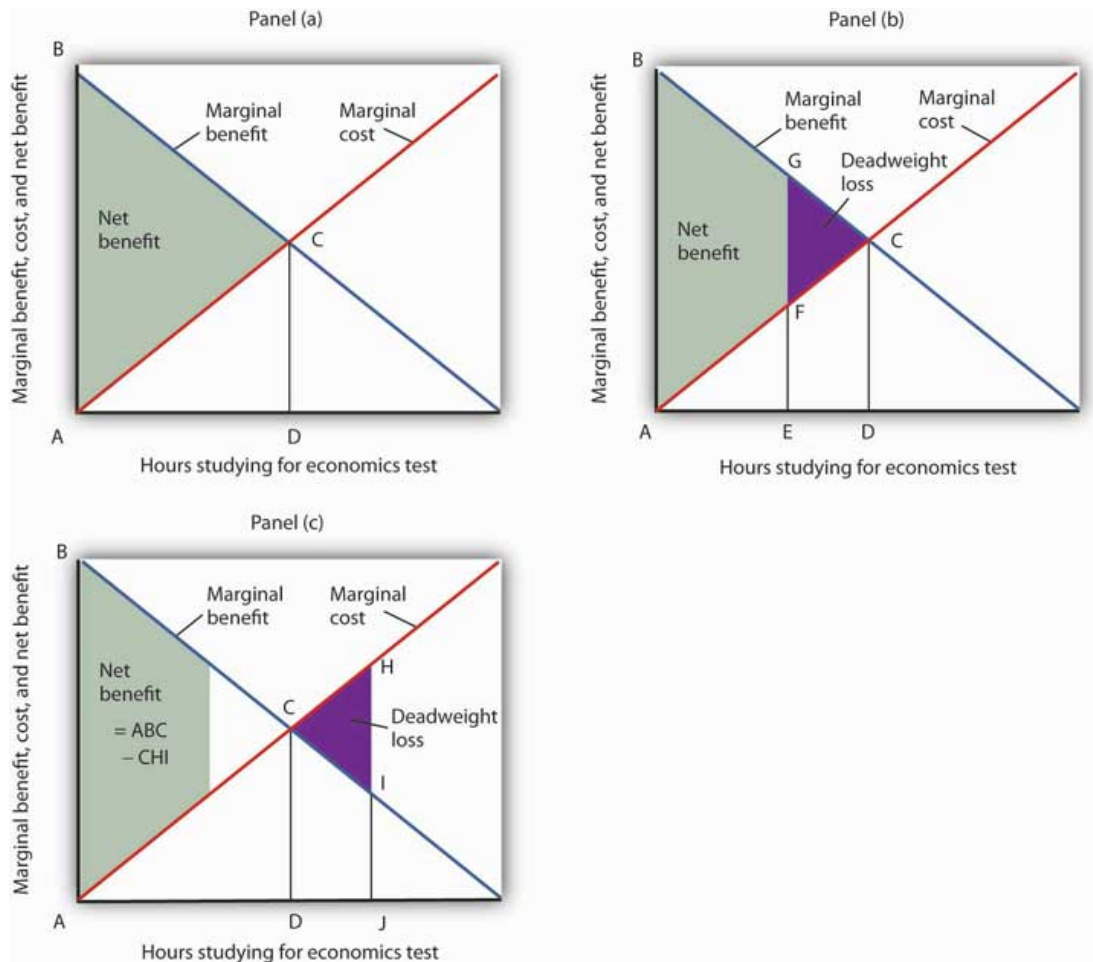 Panel (a)
B
Marginal benefit, cost, and net benefit
Marginal
benefit
Marginal
cost
Net
benefit
C
A
D
Hours studying for economics test
Panel (b)
B
Marginal benefit, cost, and net benefit
Marginal
benefit
Marginal
cost
G
Deadweight
loss
Net
benefit
C
F
A
E
D
Hours studying for economics test
Panel (c)
B
Marginal benefit, cost, and net benefit
Marginal
benefit
Marginal
cost
Net
benefit
= ABC
– CHI
C
H
Deadweight
loss
I
A
D
J
Hours studying for economics test